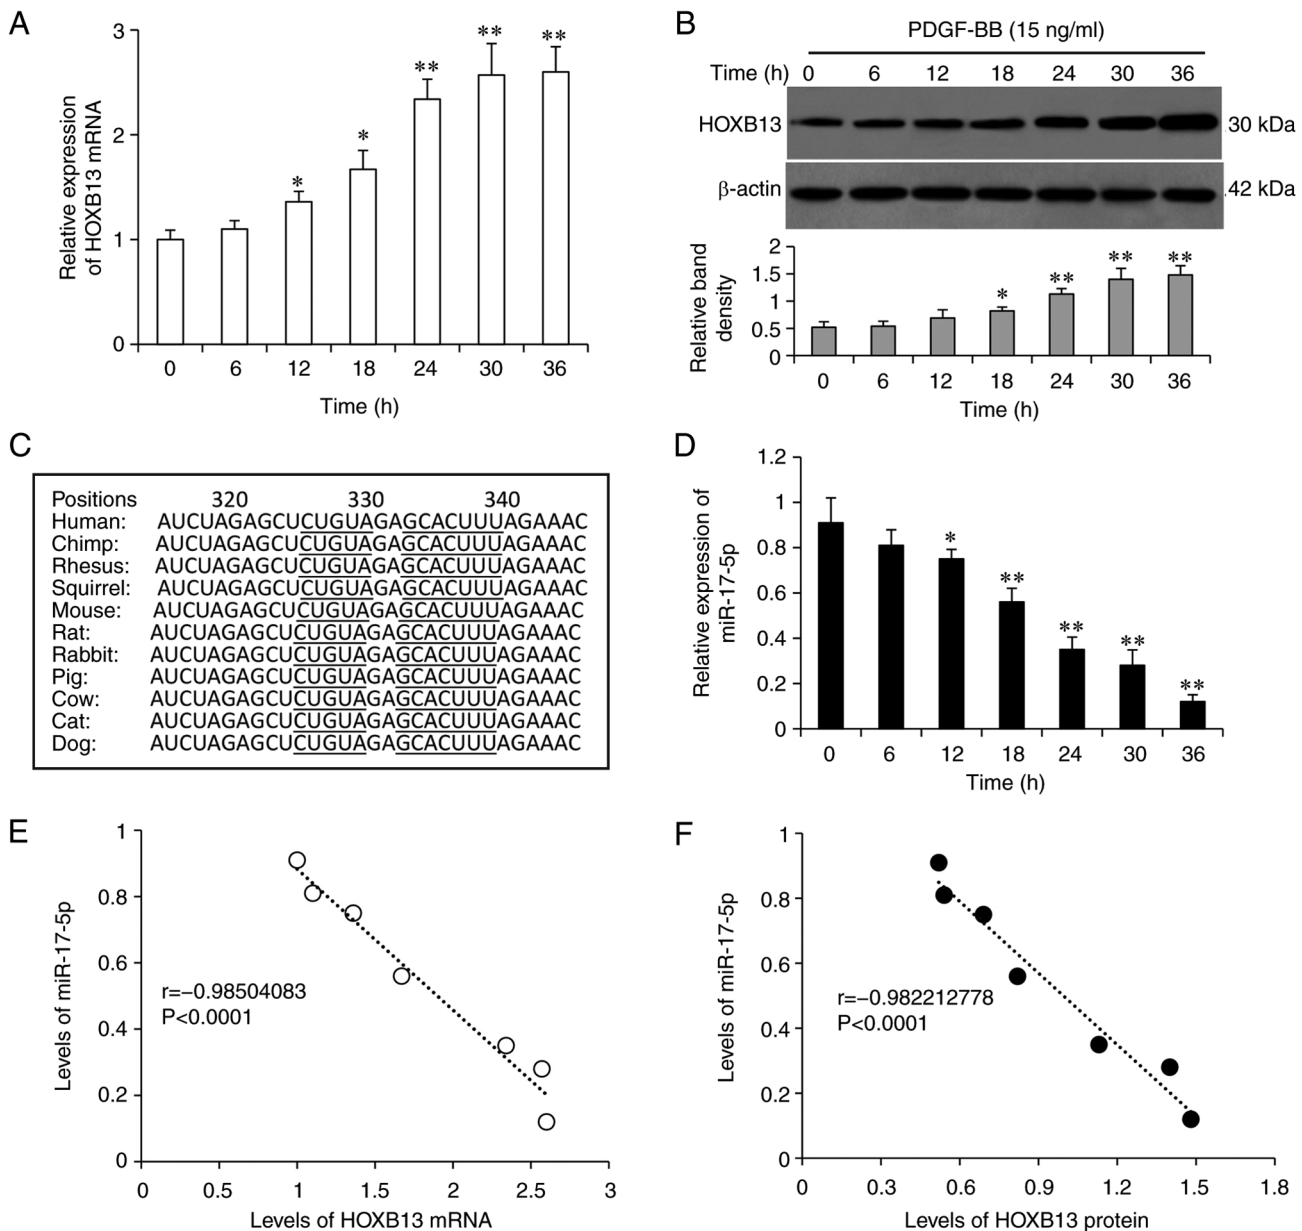 A
Relative expression
of HOXB13 mRNA
3
2
1
0
*
*
**
**
**
0 6 12 18 24 30 36
Time (h)
B
PDGF-BB (15 ng/ml)
Time (h) 0 6 12 18 24 30 36
HOXB13 30 kDa
β-actin 42 kDa
Relative band
density
2
1.5
1
0.5
0
*
**
**
**
0 6 12 18 24 30 36
Time (h)
C
Positions 320 330 340
Human: AUCUAGAGCUCUGUAGAGCACUUUAGAAAC
Chimp: AUCUAGAGCUCUGUAGAGCACUUUAGAAAC
Rhesus: AUCUAGAGCUCUGUAGAGCACUUUAGAAAC
Squirrel: AUCUAGAGCUCUGUAGAGCACUUUAGAAAC
Mouse: AUCUAGAGCUCUGUAGAGCACUUUAGAAAC
Rat: AUCUAGAGCUCUGUAGAGCACUUUAGAAAC
Rabbit: AUCUAGAGCUCUGUAGAGCACUUUAGAAAC
Pig: AUCUAGAGCUCUGUAGAGCACUUUAGAAAC
Cow: AUCUAGAGCUCUGUAGAGCACUUUAGAAAC
Cat: AUCUAGAGCUCUGUAGAGCACUUUAGAAAC
Dog: AUCUAGAGCUCUGUAGAGCACUUUAGAAAC
D
Relative expression of
miR-17-5p
1.2
1
0.8
0.6
0.4
0.2
0
*
**
**
**
**
0 6 12 18 24 30 36
Time (h)
E
Levels of miR-17-5p
1
0.8
0.6
0.4
0.2
0
r=−0.98504083
P<0.0001
0 0.5 1 1.5 2 2.5 3
Levels of HOXB13 mRNA
F
Levels of miR-17-5p
1
0.8
0.6
0.4
0.2
0
r=−0.982212778
P<0.0001
0 0.3 0.6 0.9 1.2 1.5 1.8
Levels of HOXB13 protein